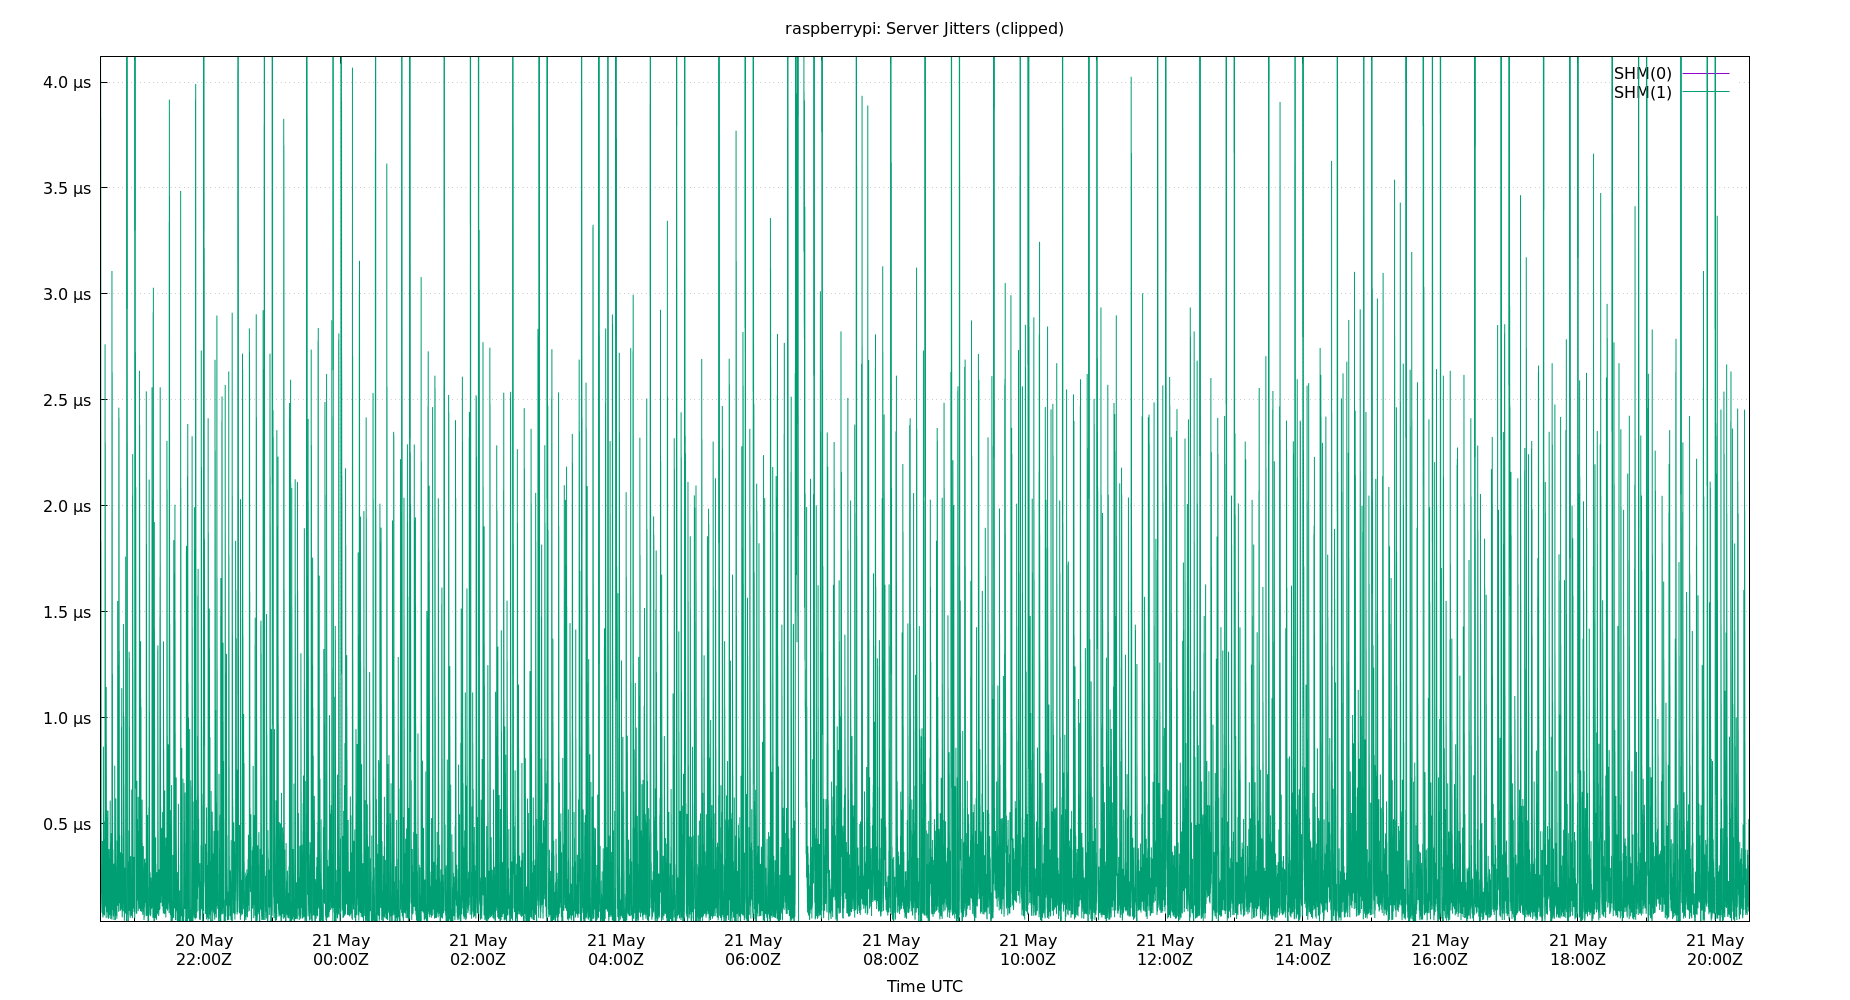 raspberrypi: Server Jitters (clipped)
4.0 µs
3.5 µs
3.0 µs
2.5 µs
2.0 µs
1.5 µs
1.0 µs
0.5 µs
SHM(0)
SHM(1)
20 May
22:00Z
21 May
00:00Z
21 May
02:00Z
21 May
04:00Z
21 May
06:00Z
21 May
08:00Z
21 May
10:00Z
21 May
12:00Z
21 May
14:00Z
21 May
16:00Z
21 May
18:00Z
21 May
20:00Z
Time UTC